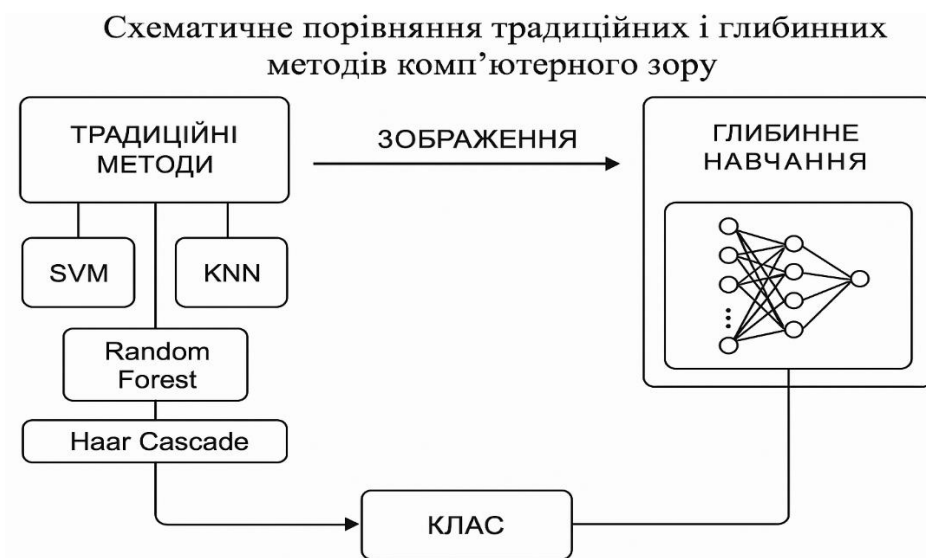 Схематичне порівняння традиційних і глибинних
методів комп’ютерного зору
ТРАДИЦІЙНІ
МЕТОДИ
ЗОБРАЖЕННЯ
ГЛИБИННЕ
НАВЧАННЯ
SVM
KNN
Random
Forest
Haar Cascade
КЛАС